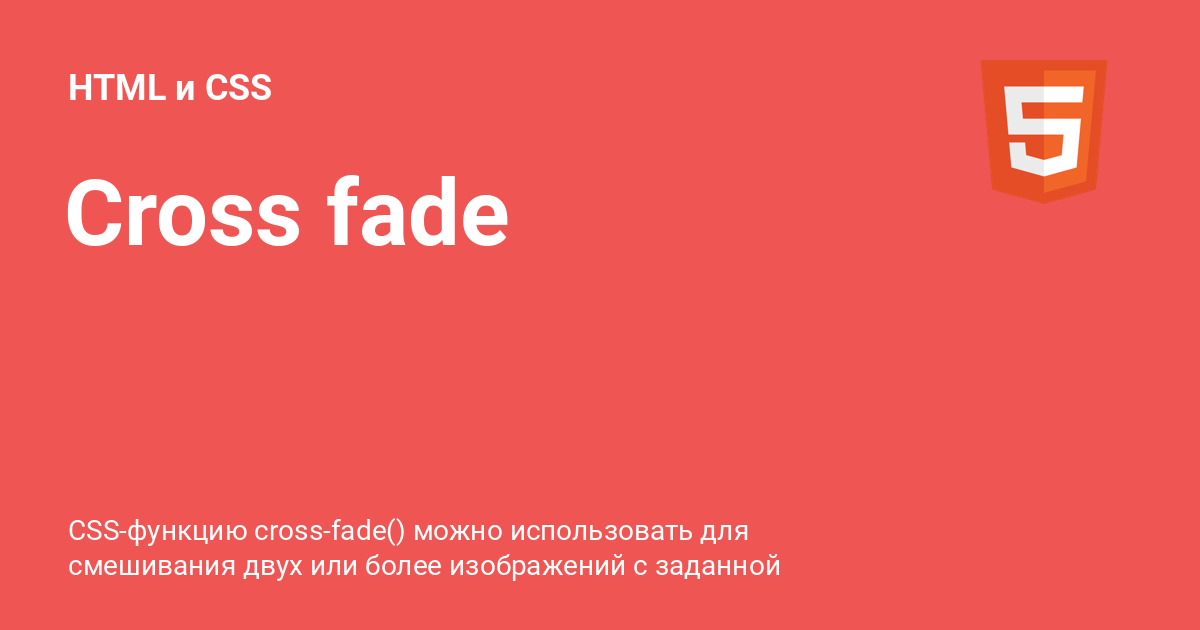 HTML и CSS
Cross fade
CSS-функцию cross-fade() можно использовать для
смешивания двух или более изображений с заданной